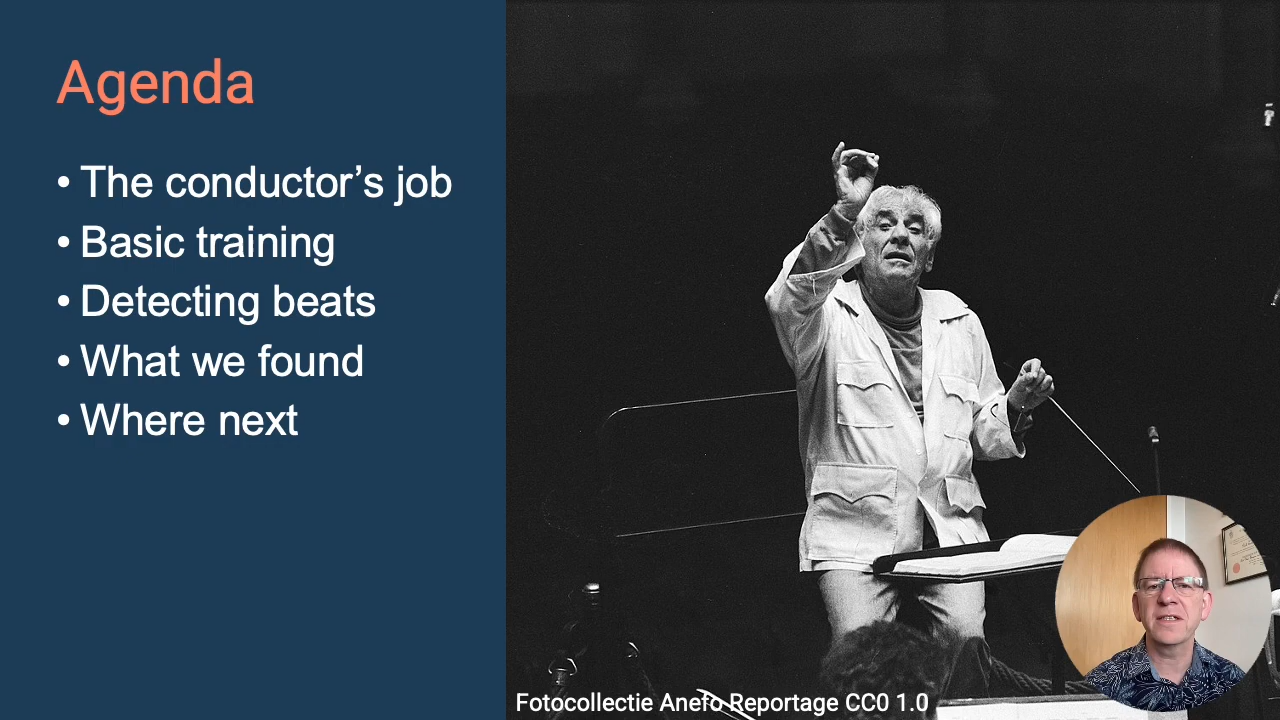 Agenda
• The conductor’s job
• Basic training
• Detecting beats
• What we found
• Where next
Fotocollectie Anefo Reportage CC0 1.0